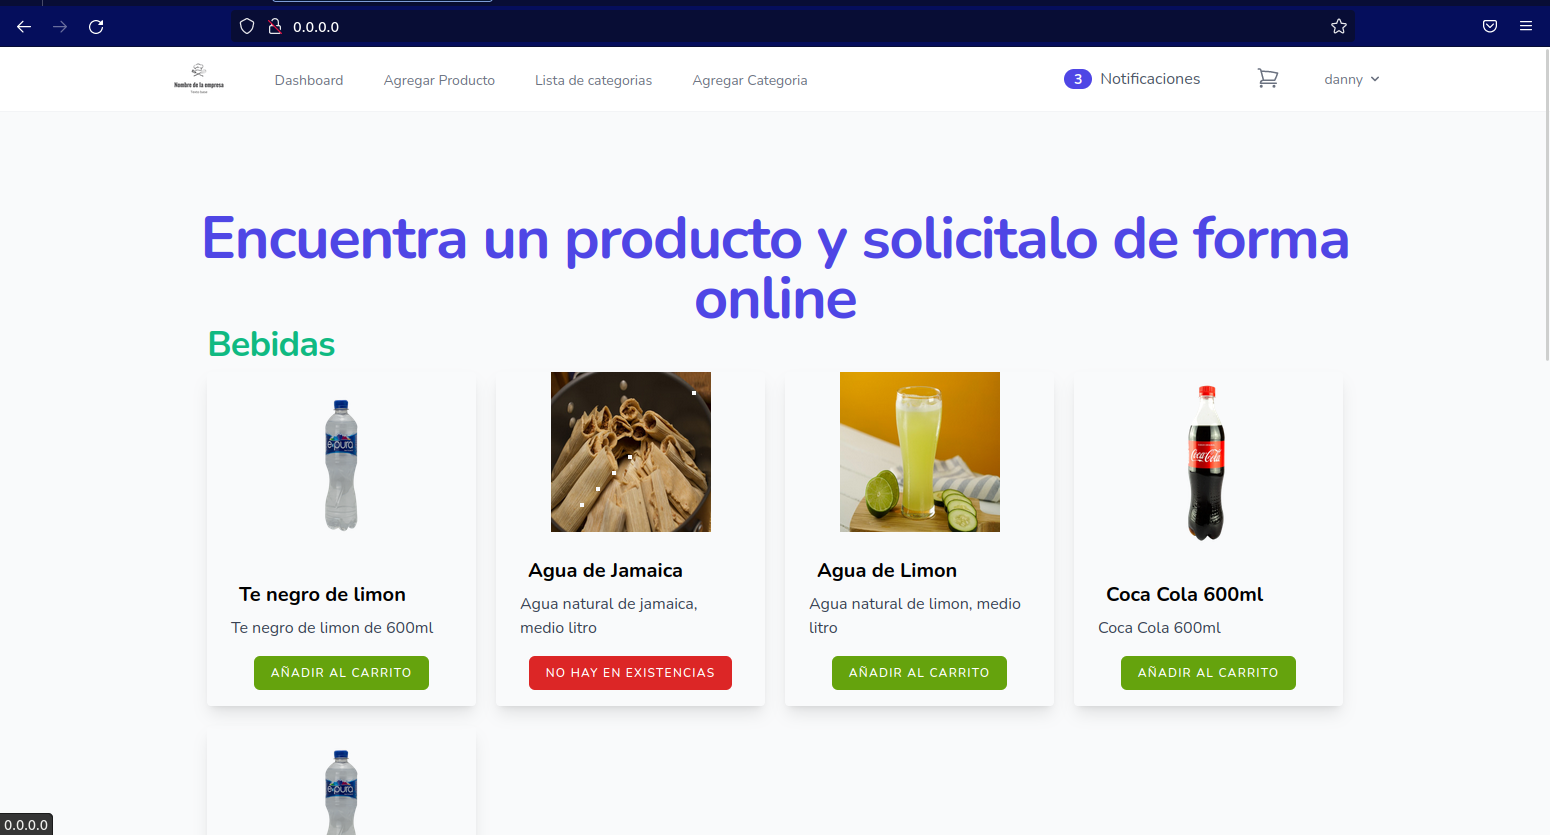 0.0.0.0
Nombre de la empresa
Dashboard
Agregar Producto
Lista de categorias
Agregar Categoria
3 Notificaciones
danny
Encuentra un producto y solicitalo de forma
online
Bebidas
e-pura
Coca-Cola
Te negro de limon
Te negro de limon de 600ml
AÑADIR AL CARRITO
Agua de Jamaica
Agua natural de jamaica,
medio litro
NO HAY EN EXISTENCIAS
Agua de Limon
Agua natural de limon, medio
litro
AÑADIR AL CARRITO
Coca Cola 600ml
Coca Cola 600ml
AÑADIR AL CARRITO
e-pura
0.0.0.0